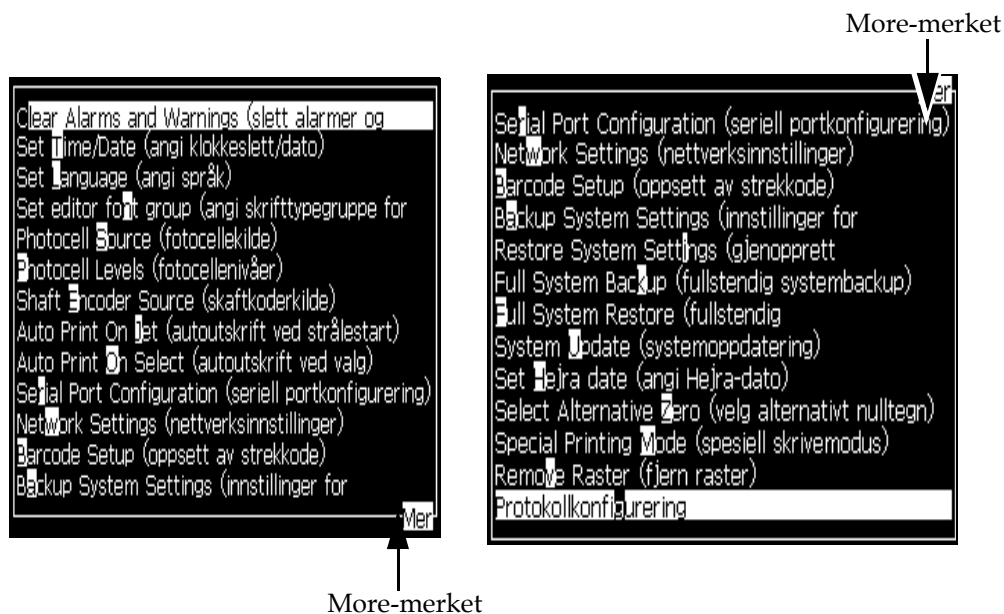 More-merket
Clear Alarms and Warnings (slett alarmer og
Set Time/Date (angi klokkeslett/dato)
Set Language (angi språk)
Set editor font group (angi skrifttypegruppe for
Photocell Source (fotocellekilde)
Photocell Levels (fotocellenivåer)
Shaft Encoder Source (skaftkoderkilde)
Auto Print On Jet (autoutskrift ved strålestart)
Auto Print On Select (autoutskrift ved valg)
Serial Port Configuration (seriell portkonfigurering)
Network Settings (nettverksinnstillinger)
Barcode Setup (oppsett av strekkode)
Backup System Settings (innstillinger for
Mer
More-merket
er
Serial Port Configuration (seriell portkonfigurering)
Network Settings (nettverksinnstillinger)
Barcode Setup (oppsett av strekkode)
Backup System Settings (innstillinger for
Restore System Settings (gjenopprett
Full System Backup (fullstendig systembackup)
Full System Restore (fullstendig
System Update (systemoppdatering)
Set Hejra date (angi Hejra-dato)
Select Alternative Zero (velg alternativt nulltegn)
Special Printing Mode (spesiell skrivemodus)
Remove Raster (fjern raster)
Protokollkonfigurering